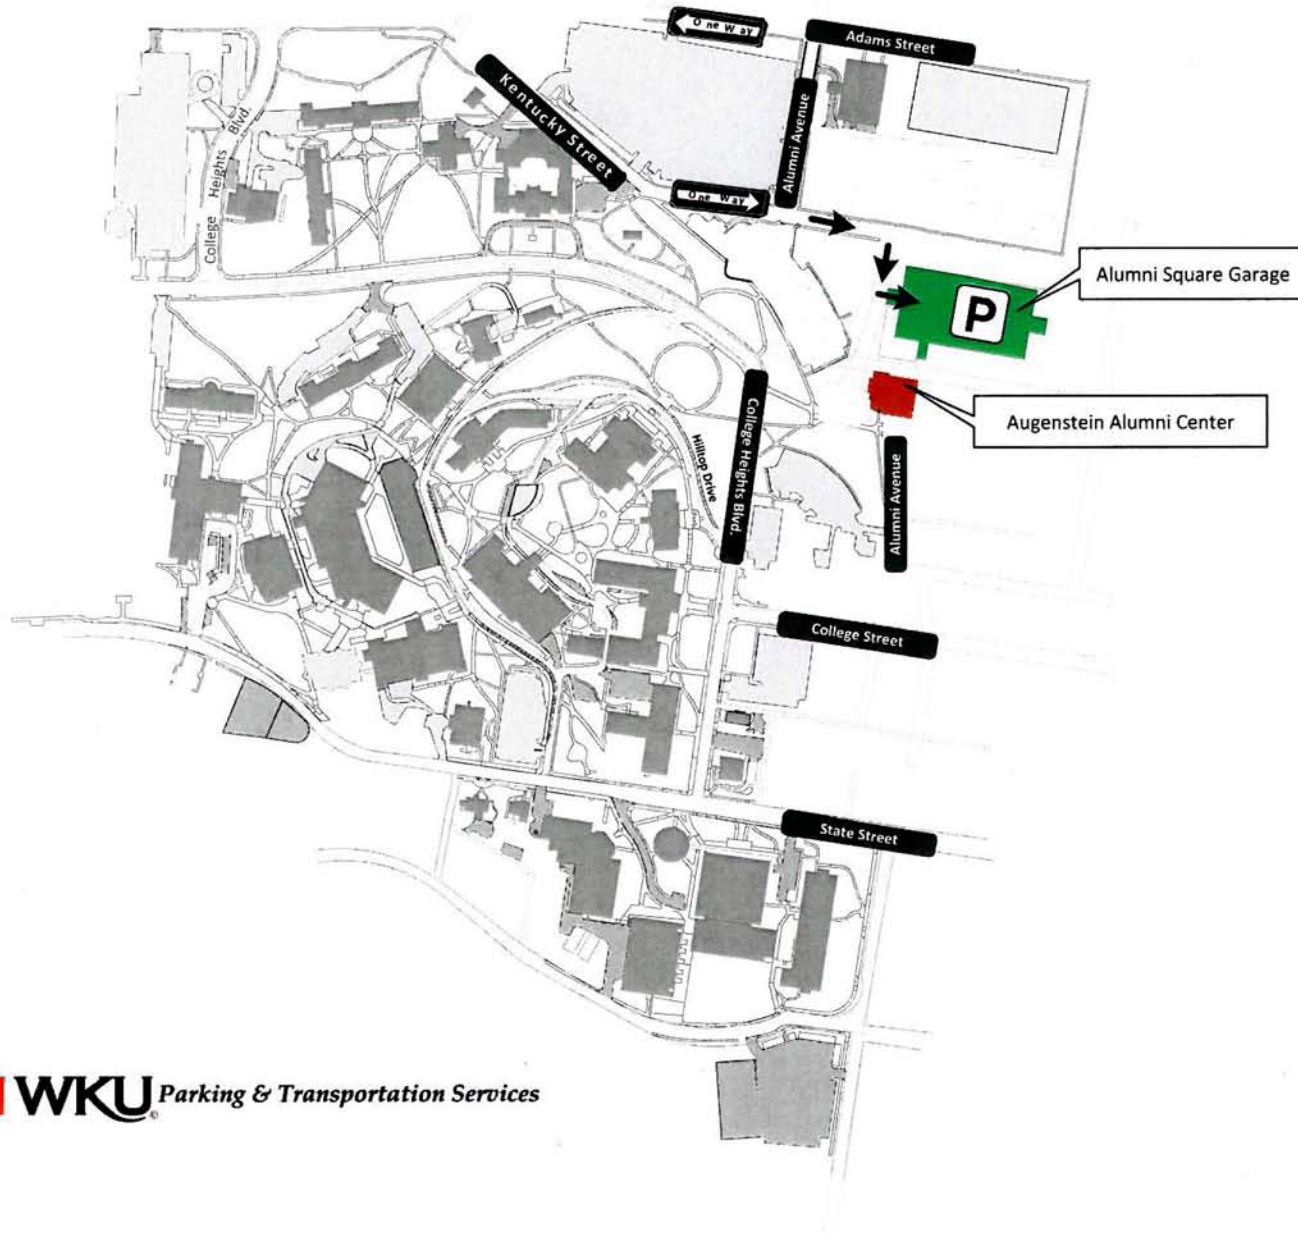 One Way
Adams Street
Kentucky Street
Alumni Avenue
College Heights Blvd.
One Way
Alumni Square Garage
P
Augenstein Alumni Center
College Heights Blvd.
Hilltop Drive
Alumni Avenue
College Street
State Street
WKU Parking & Transportation Services